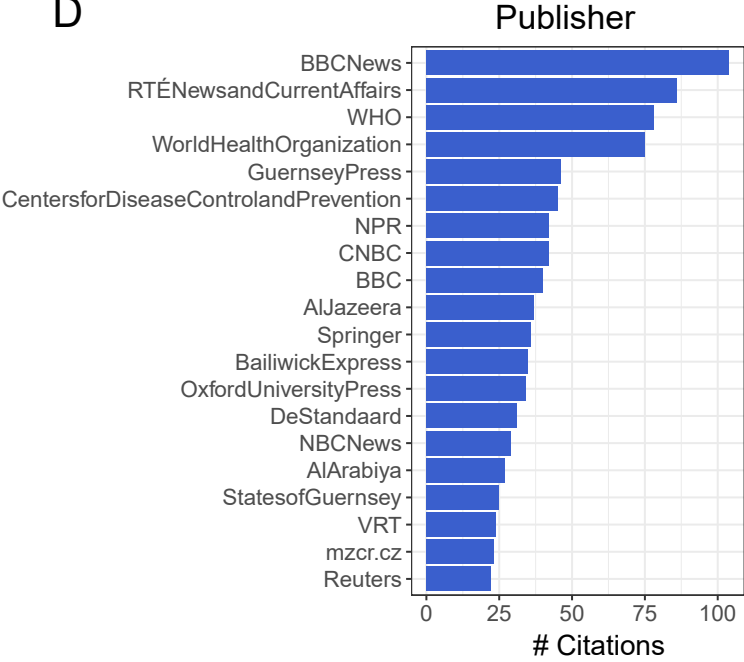 D
Publisher
BBCNews
RTÉNewsandCurrentAffairs
WHO
WorldHealthOrganization
GuernseyPress
CentersforDiseaseControlandPrevention
NPR
CNBC
BBC
AlJazeera
Springer
BailiwickExpress
OxfordUniversityPress
DeStandaard
NBCNews
AlArabiya
StatesofGuernsey
VRT
mzcr.cz
Reuters
0 25 50 75 100
# Citations